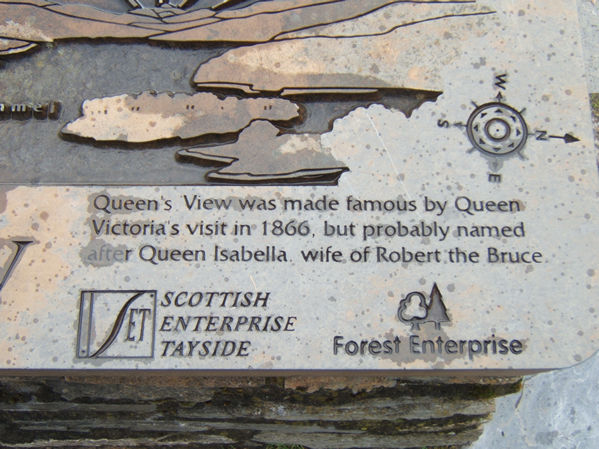 mmel
W
N
E
Queen's View was made famous by Queen
Victoria's visit in 1866, but probably named
after Queen Isabella, wife of Robert the Bruce
SET
SCOTTISH
ENTERPRISE
TAYSIDE
Forest Enterprise